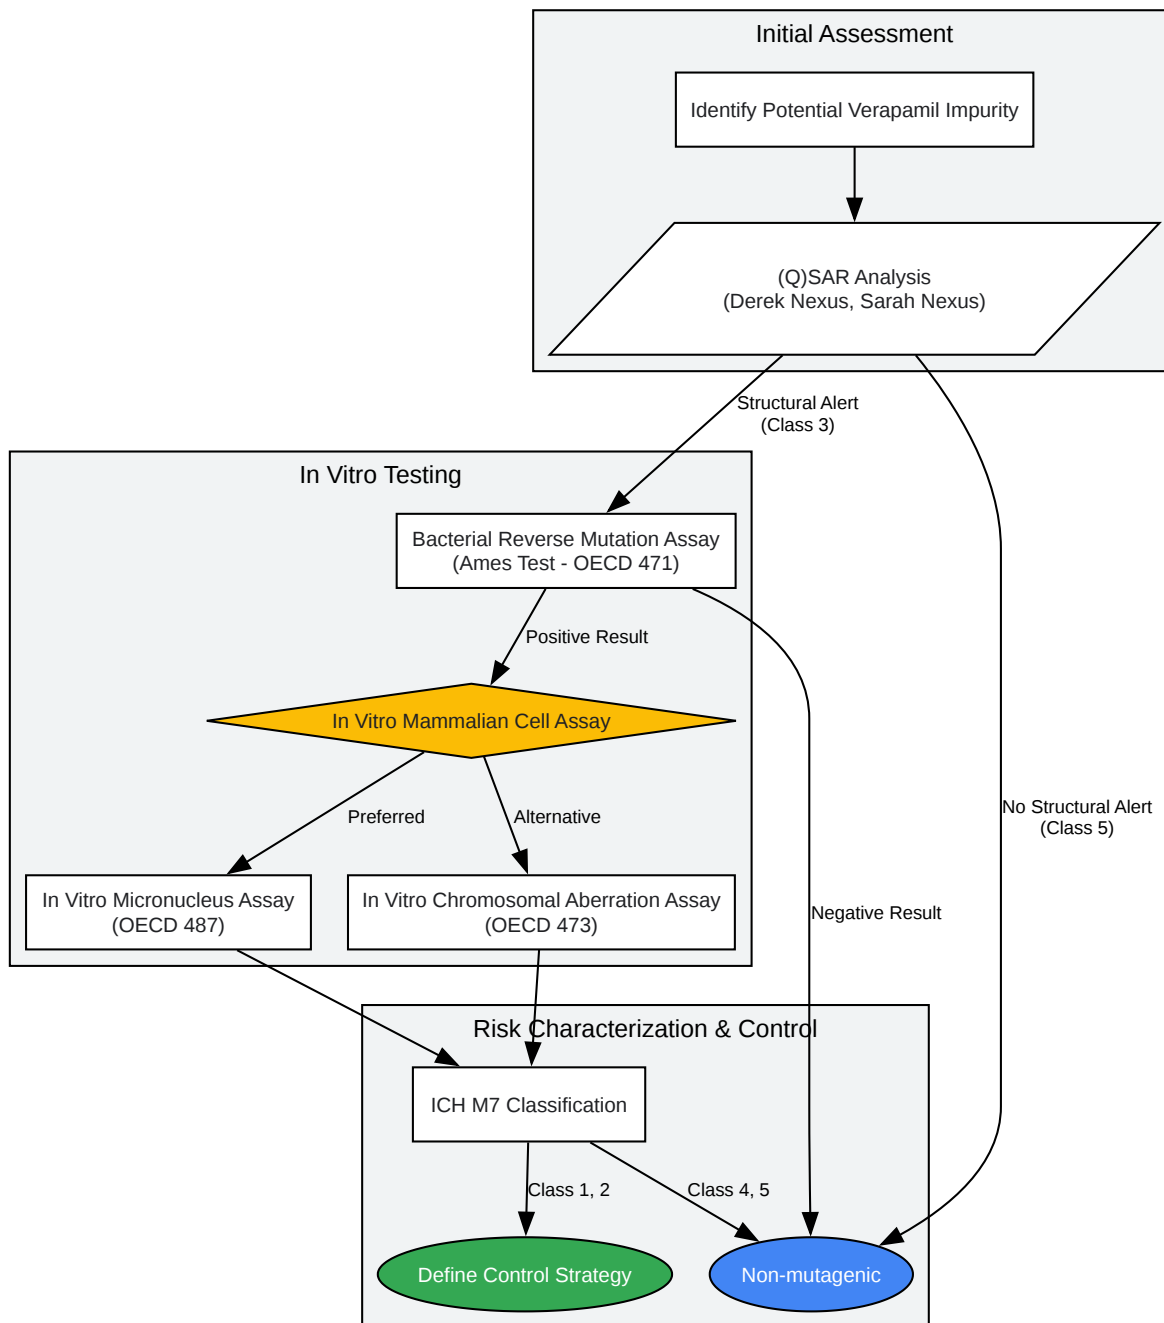 Initial Assessment
Identify Potential Verapamil Impurity
(Q)SAR Analysis
(Derek Nexus, Sarah Nexus)
Structural Alert
(Class 3)
In Vitro Testing
Bacterial Reverse Mutation Assay
(Ames Test - OECD 471)
Positive Result
In Vitro Mammalian Cell Assay
Preferred
Alternative
No Structural Alert
(Class 5)
In Vitro Micronucleus Assay
(OECD 487)
In Vitro Chromosomal Aberration Assay
(OECD 473)
Negative Result
Risk Characterization & Control
ICH M7 Classification
Class 1, 2
Class 4, 5
Define Control Strategy
Non-mutagenic